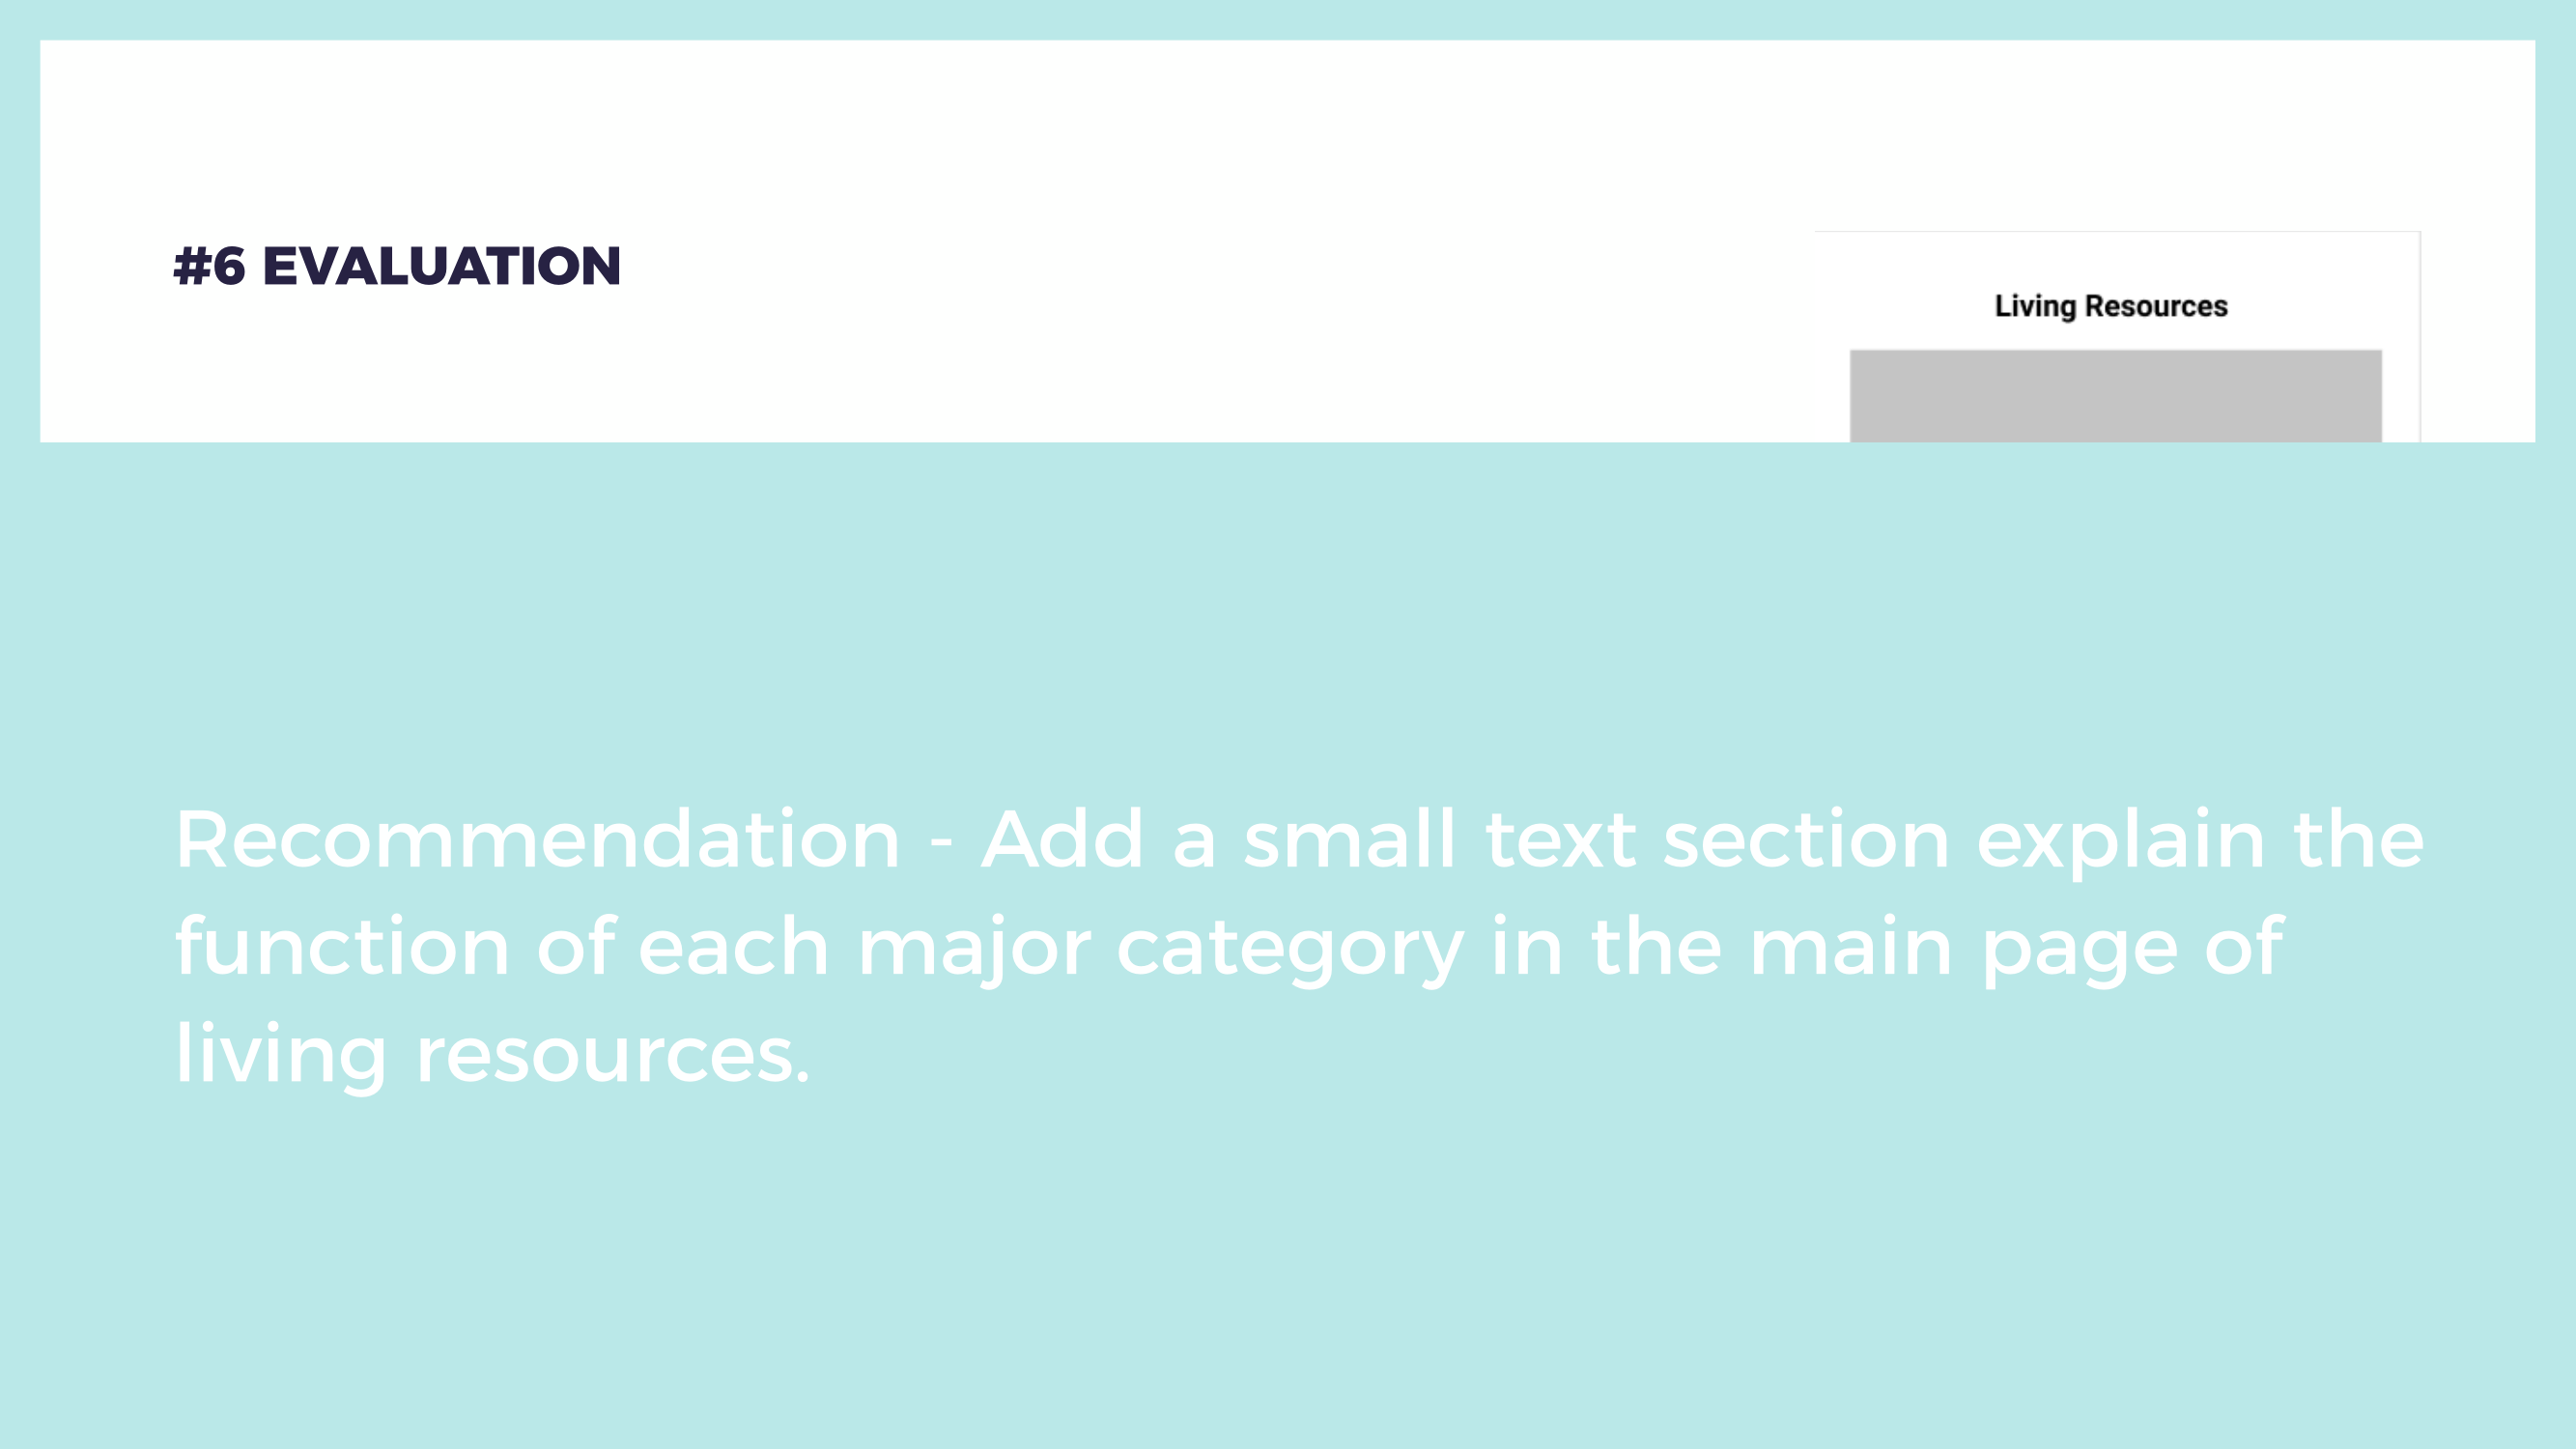 #6 EVALUATION
Living Resources
Recommendation - Add a small text section explain the
function of each major category in the main page of
living resources.